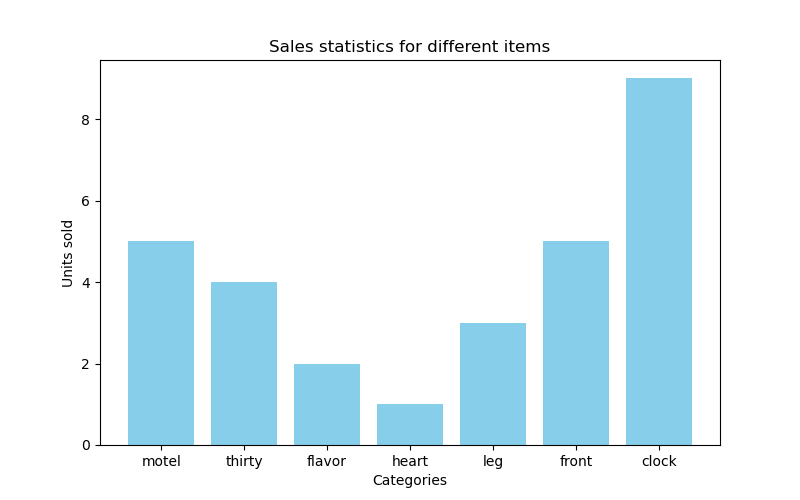 Sales statistics for different items
Units sold
8
6
4
2
0
motel thirty flavor heart leg front clock
Categories